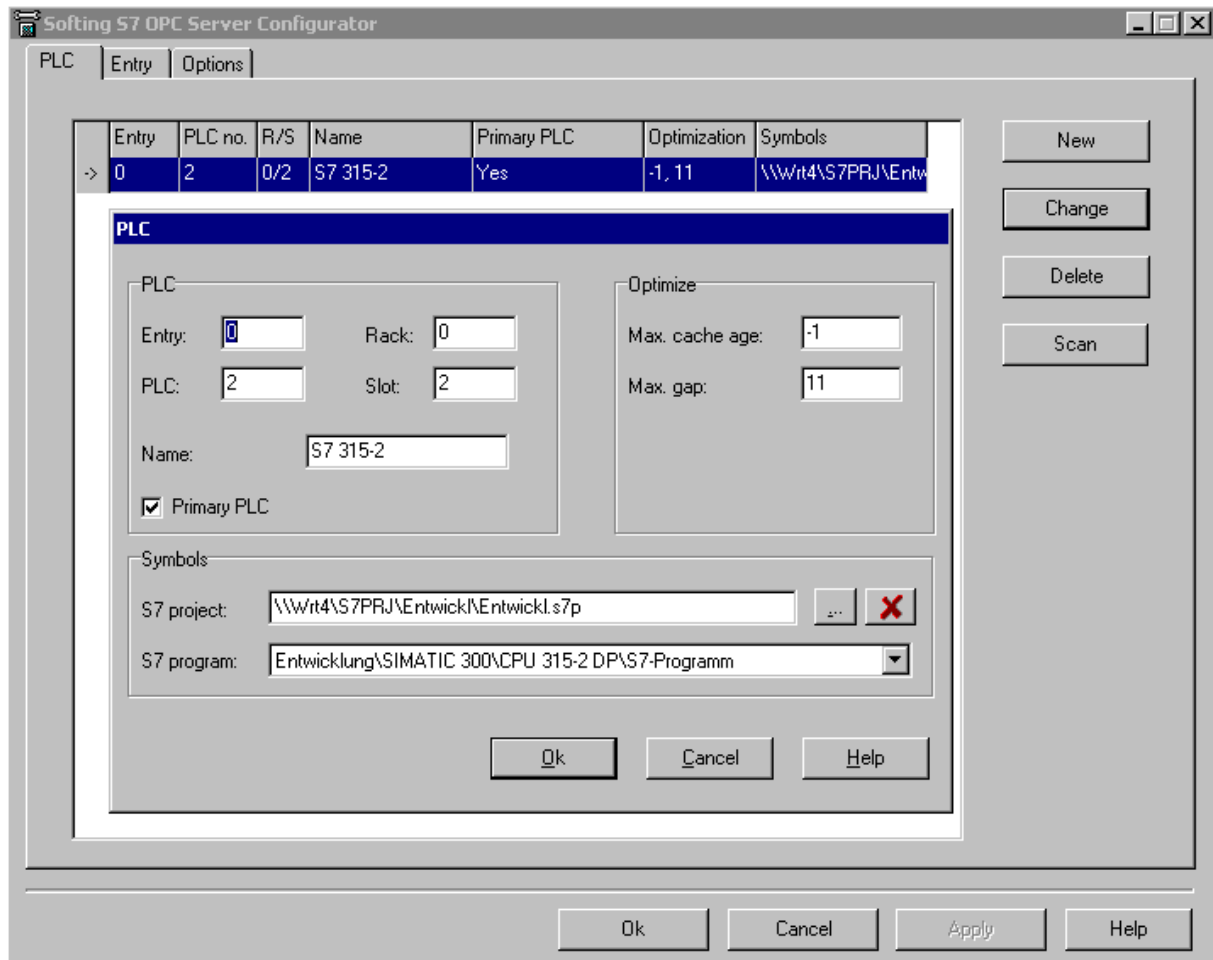 Softing S7 OPC Server Configurator
PLC Entry Options
Entry PLC no. R/S Name Primary PLC Optimization Symbols
-> 0 2 0/2 S7 315-2 Yes -1, 11 \\Wrt4\S7PRJ\Entw
New
Change
Delete
Scan
PLC
PLC
Entry: 0 Rack: 0
PLC: 2 Slot: 2
Name: S7 315-2
Primary PLC
Optimize
Max. cache age: -1
Max. gap: 11
Symbols
S7 project: \\Wrt4\S7PRJ\Entwickl\Entwickl.s7p ...
S7 program: Entwicklung\SIMATIC 300\CPU 315-2 DP\S7-Programm
Ok Cancel Help
Ok Cancel Apply Help